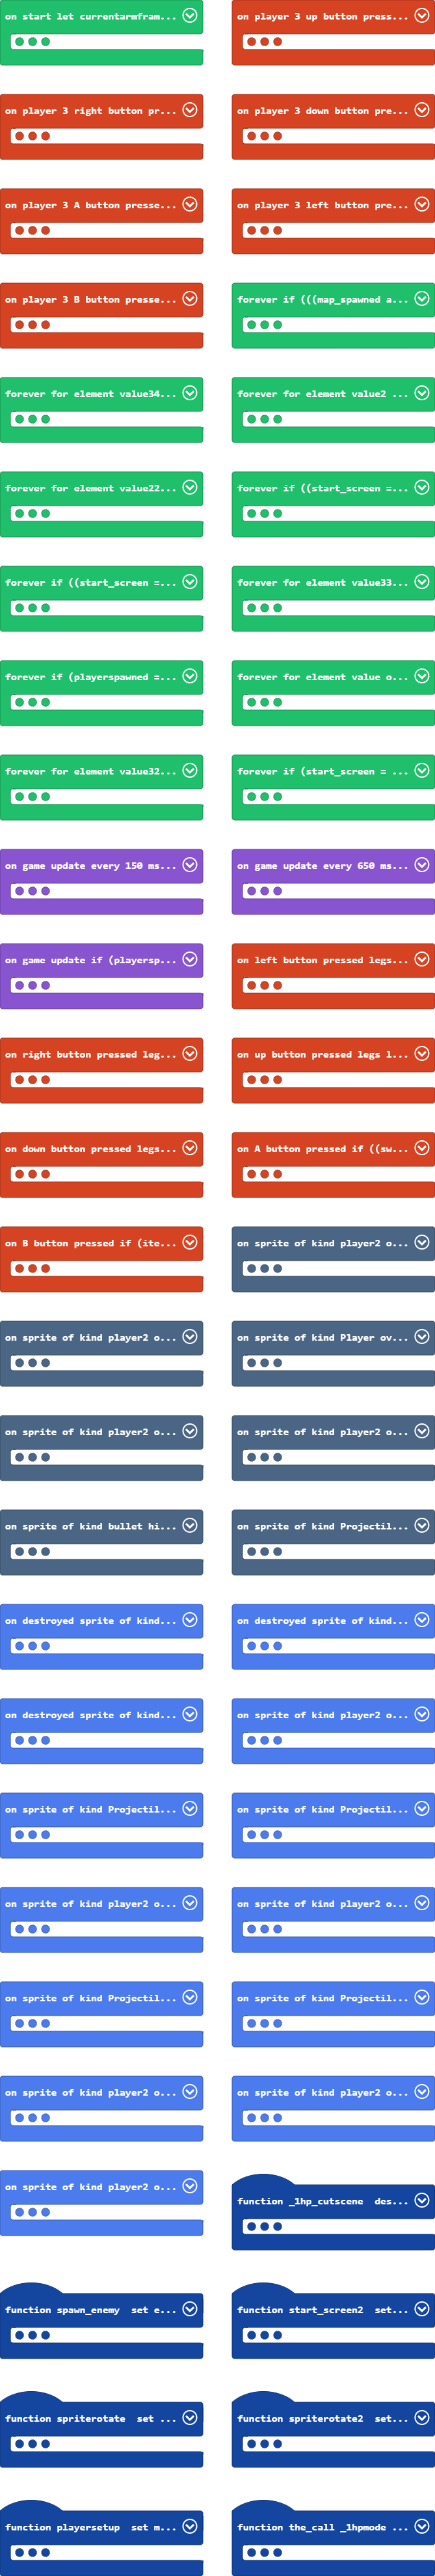 on start let currentarmfram...
on player 3 up button press...
on player 3 right button pr...
on player 3 down button pre...
on player 3 A button presse...
on player 3 left button pre...
on player 3 B button presse...
forever if (((map_spawned a...
forever for element value34...
forever for element value2 ...
forever for element value22...
forever if ((start_screen =...
forever if ((start_screen =...
forever for element value33...
forever if (playerspawned =...
forever for element value o...
forever for element value32...
forever if (start_screen = ...
on game update every 150 ms...
on game update every 650 ms...
on game update if (playersp...
on left button pressed legs...
on right button pressed leg...
on up button pressed legs l...
on down button pressed legs...
on A button pressed if ((sw...
on B button pressed if (ite...
on sprite of kind player2 o...
on sprite of kind player2 o...
on sprite of kind Player ov...
on sprite of kind player2 o...
on sprite of kind player2 o...
on sprite of kind bullet hi...
on sprite of kind Projectil...
on destroyed sprite of kind...
on destroyed sprite of kind...
on destroyed sprite of kind...
on sprite of kind player2 o...
on sprite of kind Projectil...
on sprite of kind Projectil...
on sprite of kind player2 o...
on sprite of kind player2 o...
on sprite of kind Projectil...
on sprite of kind Projectil...
on sprite of kind player2 o...
on sprite of kind player2 o...
on sprite of kind player2 o...
function _1hp_cutscene des...
function spawn_enemy set e...
function start_screen2 set...
function spriterotate set ...
function spriterotate2 set...
function playersetup set m...
function the_call _1hpmode ...